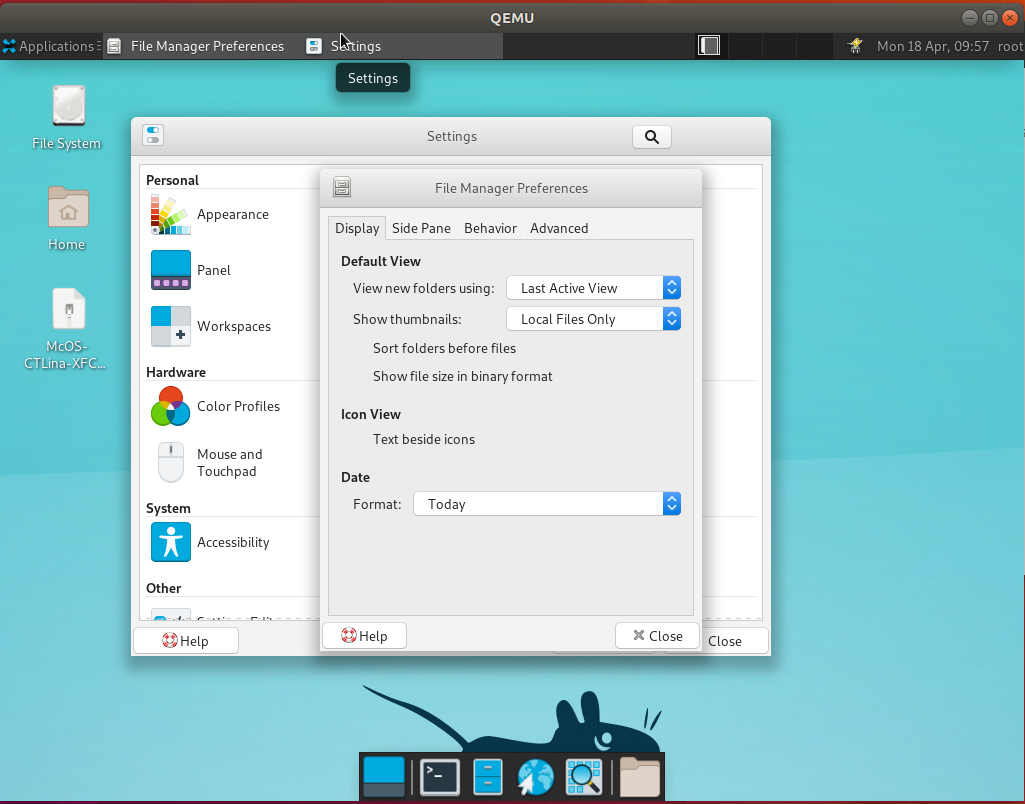 QEMU
Applications
File Manager Preferences
Settings
Mon 18 Apr, 09:57
root
Settings
File System
Home
McOS-
CTLina-XFC...
Settings
Personal
Appearance
Panel
Workspaces
Hardware
Color Profiles
Mouse and
Touchpad
System
Accessibility
Other
Help
Close
File Manager Preferences
Display
Side Pane
Behavior
Advanced
Default View
View new folders using:
Last Active View
Show thumbnails:
Local Files Only
Sort folders before files
Show file size in binary format
Icon View
Text beside icons
Date
Format:
Today
Help
Close